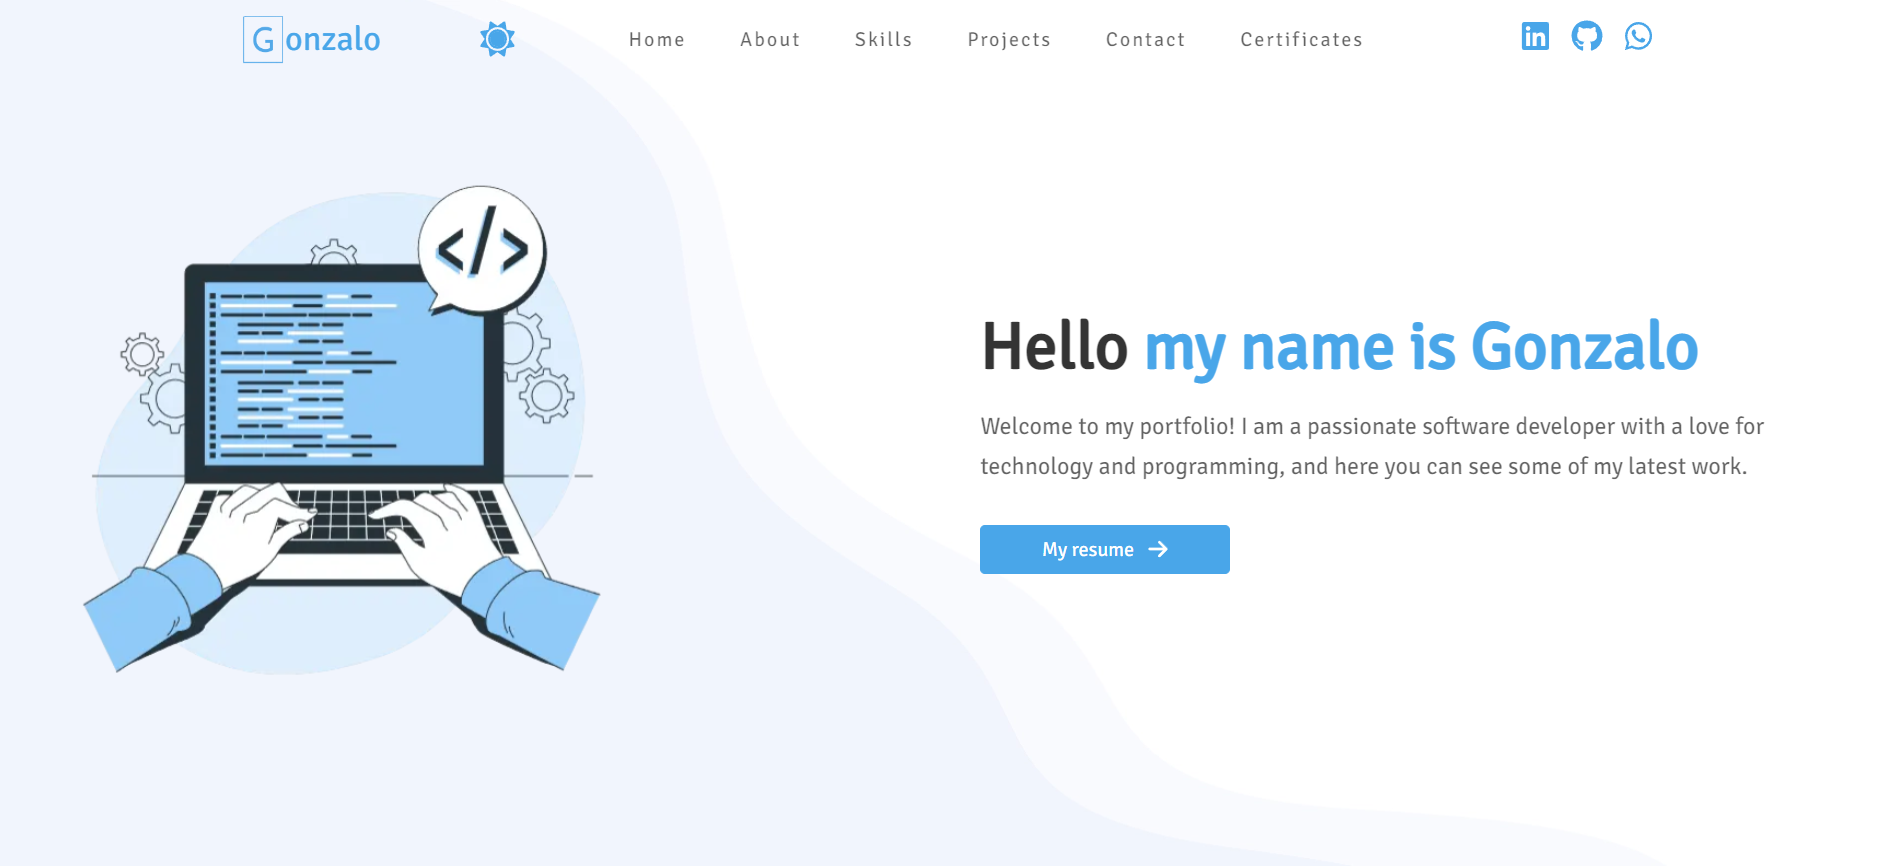 Gonzalo
Home About Skills Projects Contact Certificates
in
</>
Hello my name is Gonzalo
Welcome to my portfolio! I am a passionate software developer with a love for
technology and programming, and here you can see some of my latest work.
My resume →